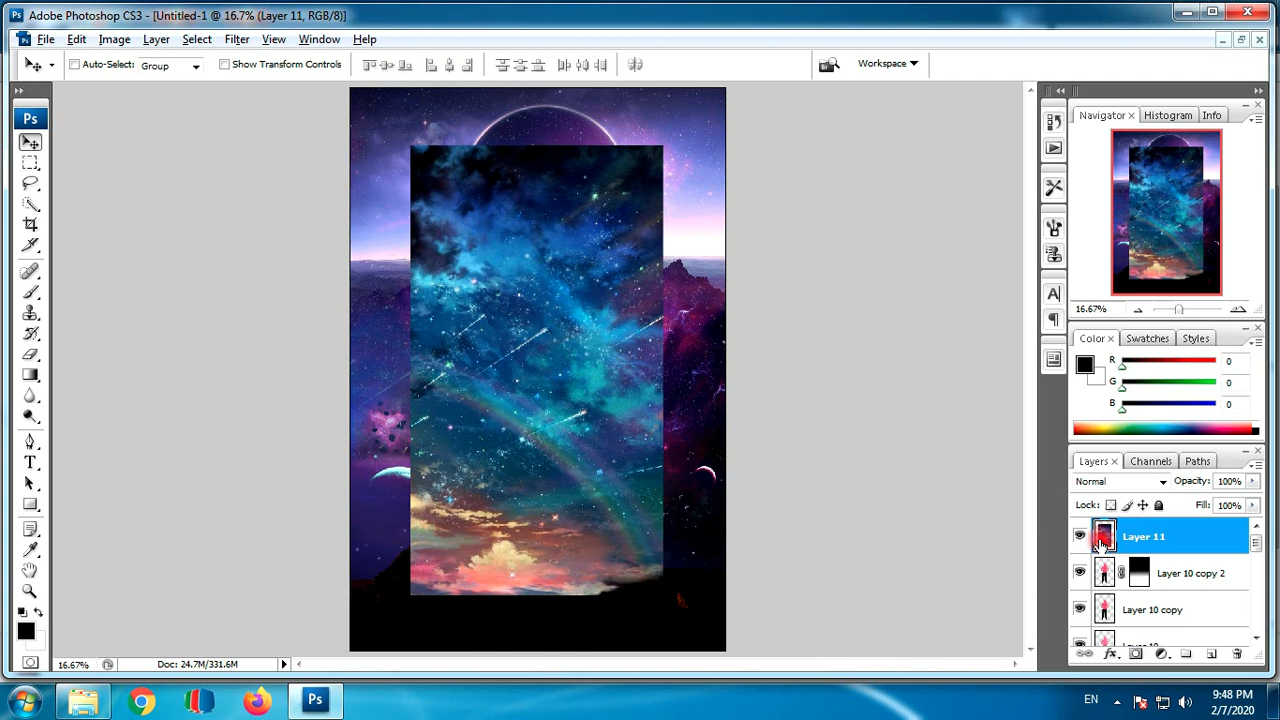 Adobe Photoshop CS3 - [Untitled-1 @ 16.7% (Layer 11, RGB/8)]
File Edit Image Layer Select Filter View Window Help
Auto-Select: Group Show Transform Controls Workspace
Ps
Navigator Histogram Info
16.67%
Color Swatches Styles
R 0
G 0
B 0
Layers Channels Paths
Normal Opacity: 100%
Lock: Fill: 100%
Layer 11
Layer 10 copy 2
Layer 10 copy
16.67% Doc: 24.7M/331.6M
Ps EN 9:48 PM
2/7/2020